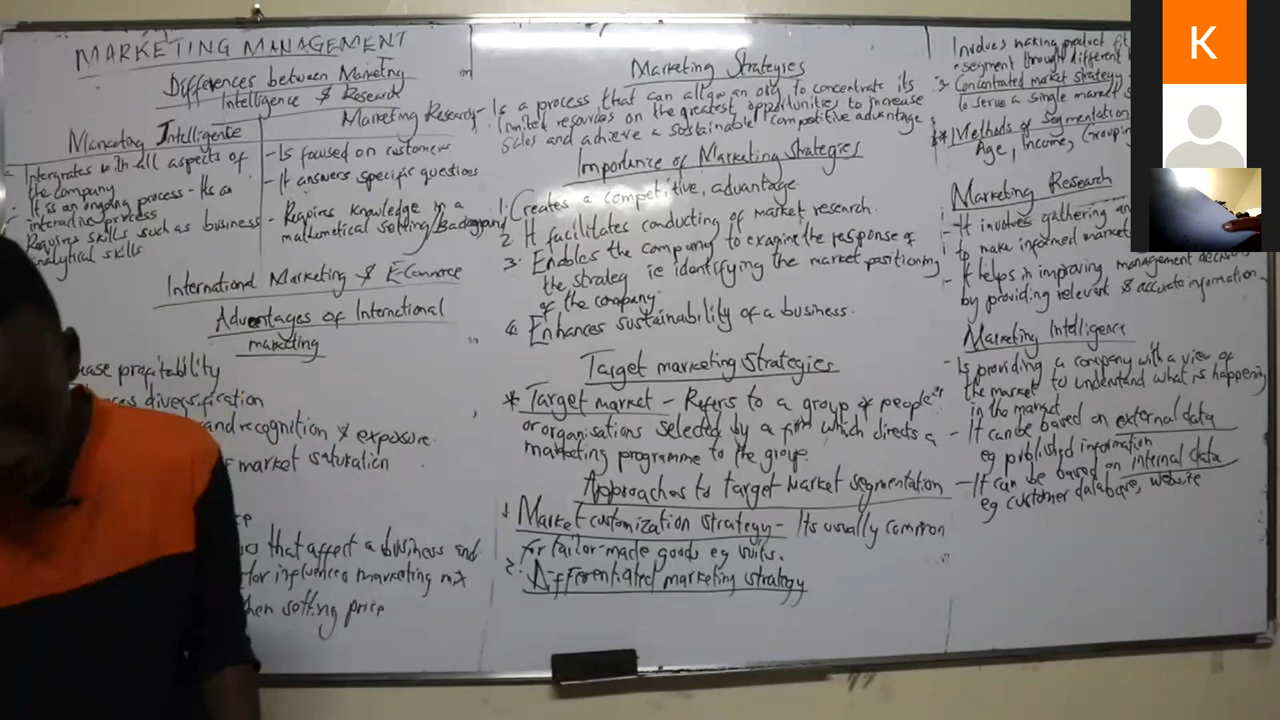 MARKETING MANAGEMENT
Differences between Marketing
Intelligence & Research
Marketing Intelligence
- Intergrates with all aspects of
the company
- It is an ongoing process - Its an
interactive process
- Requires skills such as business
analytical skills
Marketing Research
- Is focused on customers
- It answers specific questions
- Requires knowledge in a
mathematical setting/Background
International Marketing & E-Commerce
Advantages of International
marketing
ease profitability
ces diversification
and recognition & exposure
market saturation
that affect a business and
for influences marketing mix
hen setting price
Marketing Strategies
- Is a process that can allow an org to concentrate its
limited resources on the greatest opportunities to increase
sales and achieve a sustainable competitive advantage
Importance of Marketing Strategies
1. Creates a competitive, advantage
2. It facilitates conducting of market research.
3. Enables the company to examine the response of
the strateg ie identifying the market positioning
of the company
4. Enhances sustainability of a business.
Target marketing strategies
* Target market - Refers to a group of people
or organisations selected by a firm which directs a
marketing programme to the group.
Approaches to Target Market segmentation
1 Market customization strategy - Its usually common
for tailor-made goods eg suits.
2. Differentiated marketing strategy
Involves making product fit
segment through different
3 Concentrated market strategy -
To serve a single market s
* Methods of Segmentation
Age, Income, Groupin
Marketing Research
- It involves gathering an
to make informed market
- It helps in improving management decisi
by providing relevant & accurate information
Marketing Intelligence
- Is providing a company with a view of
the market to understand what is happening
in the market
- It can be based on external data
eg published information
- It can be based on internal data
eg customer database, website
K